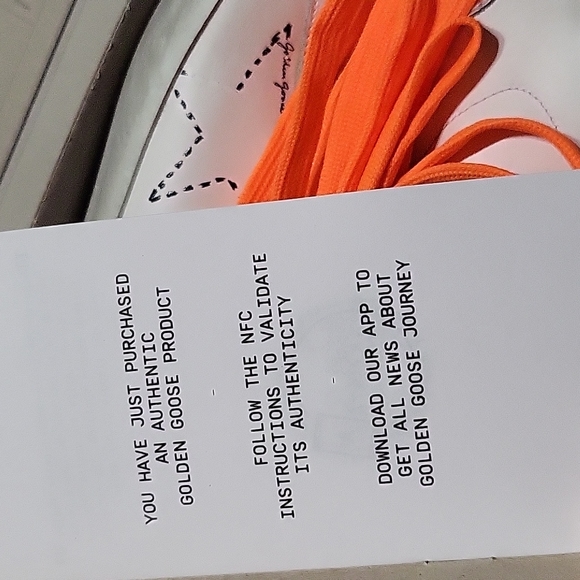 YOU HAVE JUST PURCHASED
AN AUTHENTIC
GOLDEN GOOSE PRODUCT
-
FOLLOW THE NFC
INSTRUCTIONS TO VALIDATE
ITS AUTHENTICITY
-
DOWNLOAD OUR APP TO
GET ALL NEWS ABOUT
GOLDEN GOOSE JOURNEY